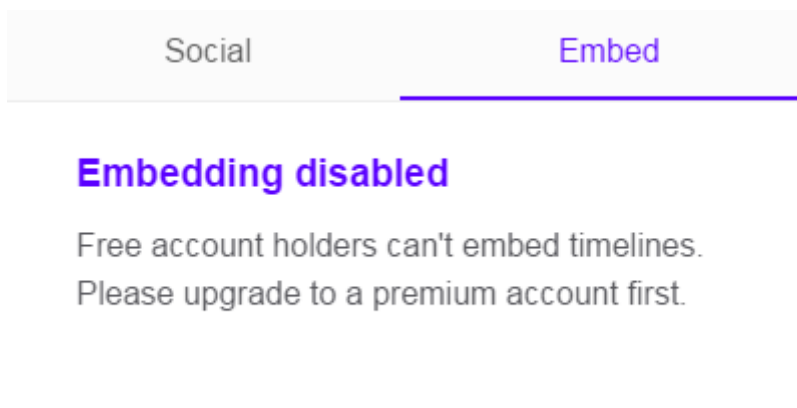 Social
Embed
Embedding disabled
Free account holders can't embed timelines.
Please upgrade to a premium account first.